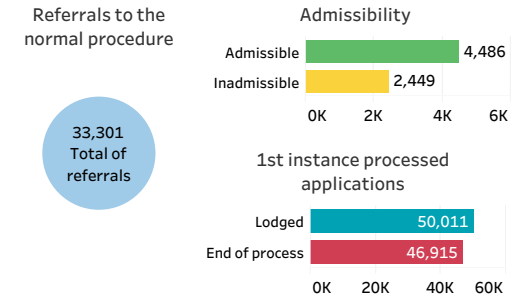 Referrals to the
normal procedure
33,301
Total of
referrals
Admissibility
Admissible 4,486
Inadmissible 2,449
0K 2K 4K 6K
1st instance processed
applications
Lodged 50,011
End of process 46,915
0K 20K 40K 60K